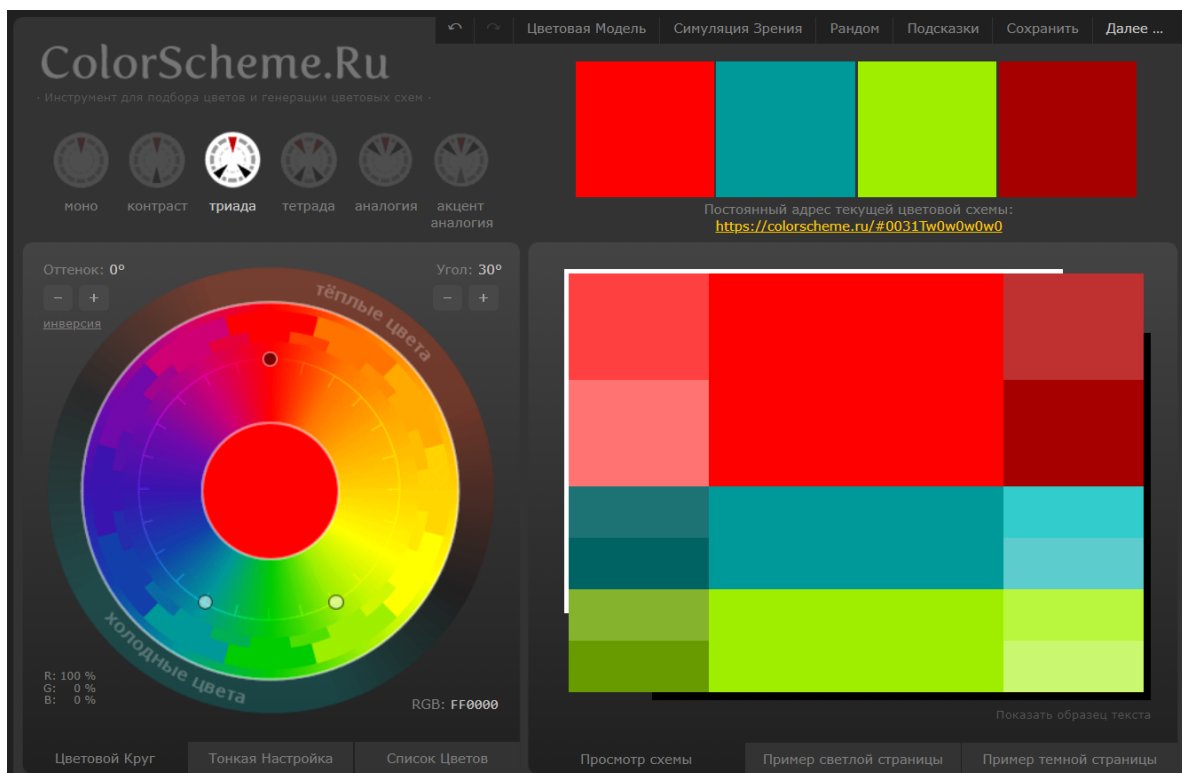 Цветовая Модель Симуляция Зрения Рандом Подсказки Сохранить Далее ...
ColorScheme.Ru
· Инструмент для подбора цветов и генерации цветовых схем ·
моно контраст триада тетрада аналогия акцент аналогия
Постоянный адрес текущей цветовой схемы:
https://colorscheme.ru/#0031Tw0w0w0w0
Оттенок: 0° Угол: 30°
− + − +
инверсия
тёплые цвета
холодные цвета
R: 100 %
G: 0 %
B: 0 %
RGB: FF0000
Показать образец текста
Цветовой Круг Тонкая Настройка Список Цветов
Просмотр схемы Пример светлой страницы Пример темной страницы